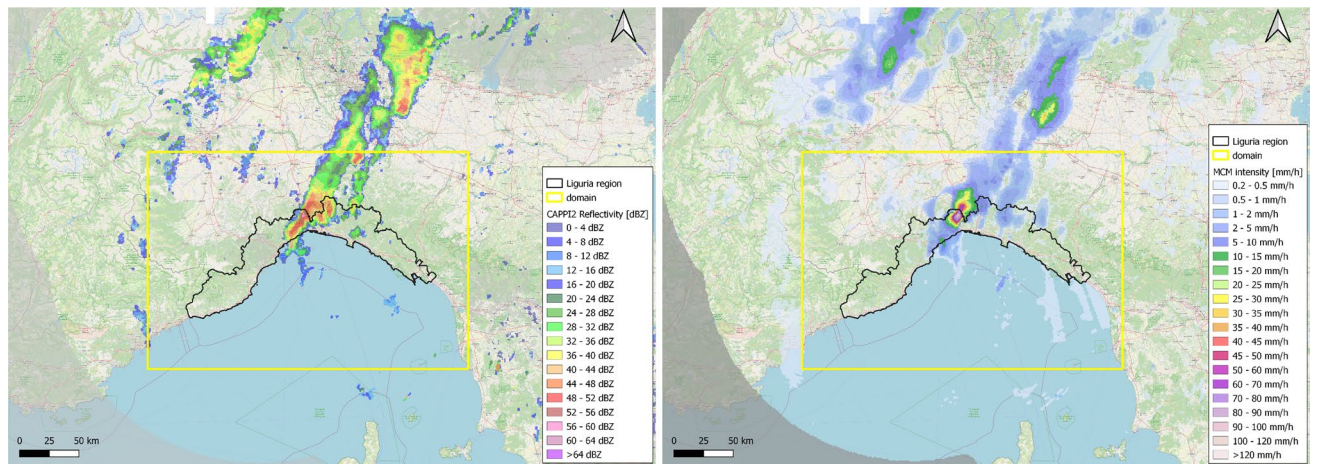 Liguria region
domain
CAPPI2 Reflectivity [dBZ]
0 - 4 dBZ
4 - 8 dBZ
8 - 12 dBZ
12 - 16 dBZ
16 - 20 dBZ
20 - 24 dBZ
24 - 28 dBZ
28 - 32 dBZ
32 - 36 dBZ
36 - 40 dBZ
40 - 44 dBZ
44 - 48 dBZ
48 - 52 dBZ
52 - 56 dBZ
56 - 60 dBZ
60 - 64 dBZ
>64 dBZ
0 25 50 km
Liguria region
domain
MCM intensity [mm/h]
0.2 - 0.5 mm/h
0.5 - 1 mm/h
1 - 2 mm/h
2 - 5 mm/h
5 - 10 mm/h
10 - 15 mm/h
15 - 20 mm/h
20 - 25 mm/h
25 - 30 mm/h
30 - 35 mm/h
35 - 40 mm/h
40 - 45 mm/h
45 - 50 mm/h
50 - 60 mm/h
60 - 70 mm/h
70 - 80 mm/h
80 - 90 mm/h
90 - 100 mm/h
100 - 120 mm/h
>120 mm/h
0 25 50 km